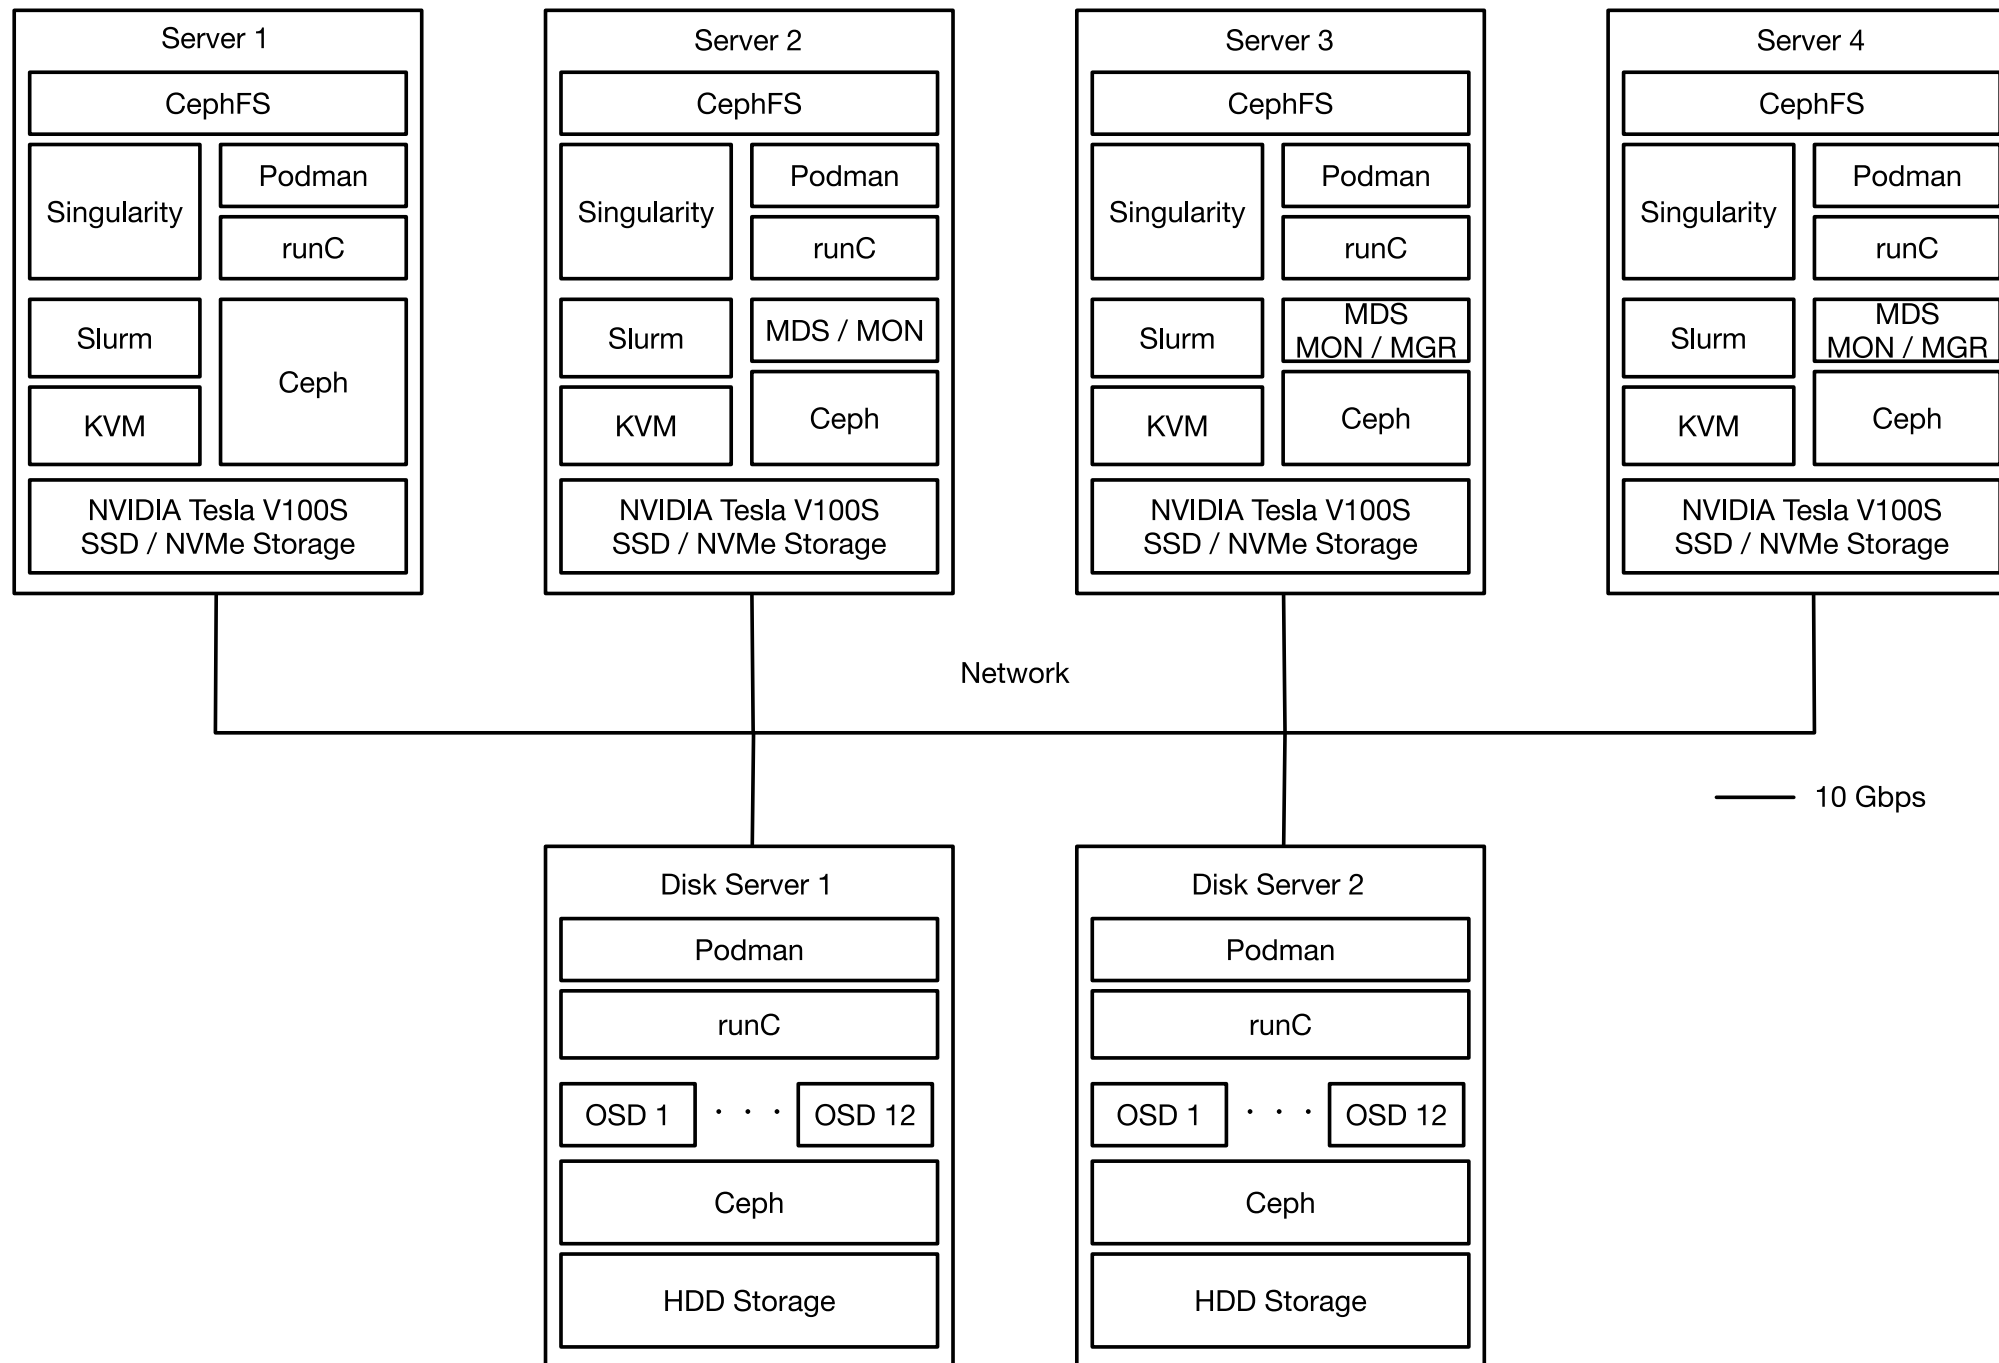 Server 1
CephFS
Singularity
Podman
runC
Slurm
KVM
Ceph
NVIDIA Tesla V100S
SSD / NVMe Storage
Server 2
CephFS
Singularity
Podman
runC
Slurm
MDS / MON
KVM
Ceph
NVIDIA Tesla V100S
SSD / NVMe Storage
Server 3
CephFS
Singularity
Podman
runC
Slurm
MDS
MON / MGR
KVM
Ceph
NVIDIA Tesla V100S
SSD / NVMe Storage
Server 4
CephFS
Singularity
Podman
runC
Slurm
MDS
MON / MGR
KVM
Ceph
NVIDIA Tesla V100S
SSD / NVMe Storage
Network
10 Gbps
Disk Server 1
Podman
runC
OSD 1 · · · OSD 12
Ceph
HDD Storage
Disk Server 2
Podman
runC
OSD 1 · · · OSD 12
Ceph
HDD Storage